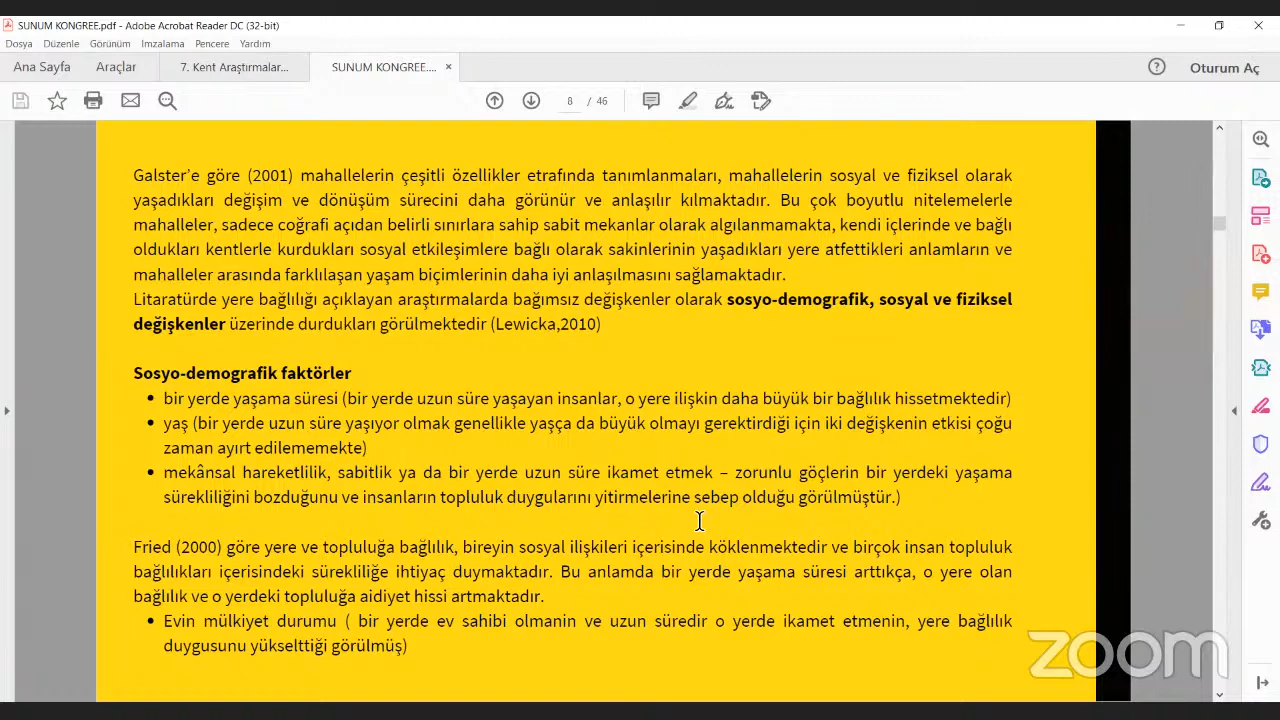 SUNUM KONGREE.pdf - Adobe Acrobat Reader DC (32-bit)
Dosya Düzenle Görünüm Imzalama Pencere Yardım
Ana Sayfa Araçlar 7. Kent Araştırmalar... SUNUM KONGREE.... × Oturum Aç
8 / 46
Galster’e göre (2001) mahallelerin çeşitli özellikler etrafında tanımlanmaları, mahallelerin sosyal ve fiziksel olarak
yaşadıkları değişim ve dönüşüm sürecini daha görünür ve anlaşılır kılmaktadır. Bu çok boyutlu nitelemelerle
mahalleler, sadece coğrafi açıdan belirli sınırlara sahip sabit mekanlar olarak algılanmamakta, kendi içlerinde ve bağlı
oldukları kentlerle kurdukları sosyal etkileşimlere bağlı olarak sakinlerinin yaşadıkları yere atfettikleri anlamların ve
mahalleler arasında farklılaşan yaşam biçimlerinin daha iyi anlaşılmasını sağlamaktadır.
Litaratürde yere bağlılığı açıklayan araştırmalarda bağımsız değişkenler olarak sosyo-demografik, sosyal ve fiziksel
değişkenler üzerinde durdukları görülmektedir (Lewicka,2010)
Sosyo-demografik faktörler
• bir yerde yaşama süresi (bir yerde uzun süre yaşayan insanlar, o yere ilişkin daha büyük bir bağlılık hissetmektedir)
• yaş (bir yerde uzun süre yaşıyor olmak genellikle yaşça da büyük olmayı gerektirdiği için iki değişkenin etkisi çoğu
zaman ayırt edilememekte)
• mekânsal hareketlilik, sabitlik ya da bir yerde uzun süre ikamet etmek – zorunlu göçlerin bir yerdeki yaşama
sürekliliğini bozduğunu ve insanların topluluk duygularını yitirmelerine sebep olduğu görülmüştür.)
Fried (2000) göre yere ve topluluğa bağlılık, bireyin sosyal ilişkileri içerisinde köklenmektedir ve birçok insan topluluk
bağlılıkları içerisindeki sürekliliğe ihtiyaç duymaktadır. Bu anlamda bir yerde yaşama süresi arttıkça, o yere olan
bağlılık ve o yerdeki topluluğa aidiyet hissi artmaktadır.
• Evin mülkiyet durumu ( bir yerde ev sahibi olmanin ve uzun süredir o yerde ikamet etmenin, yere bağlılık
duygusunu yükselttiği görülmüş)
zoom